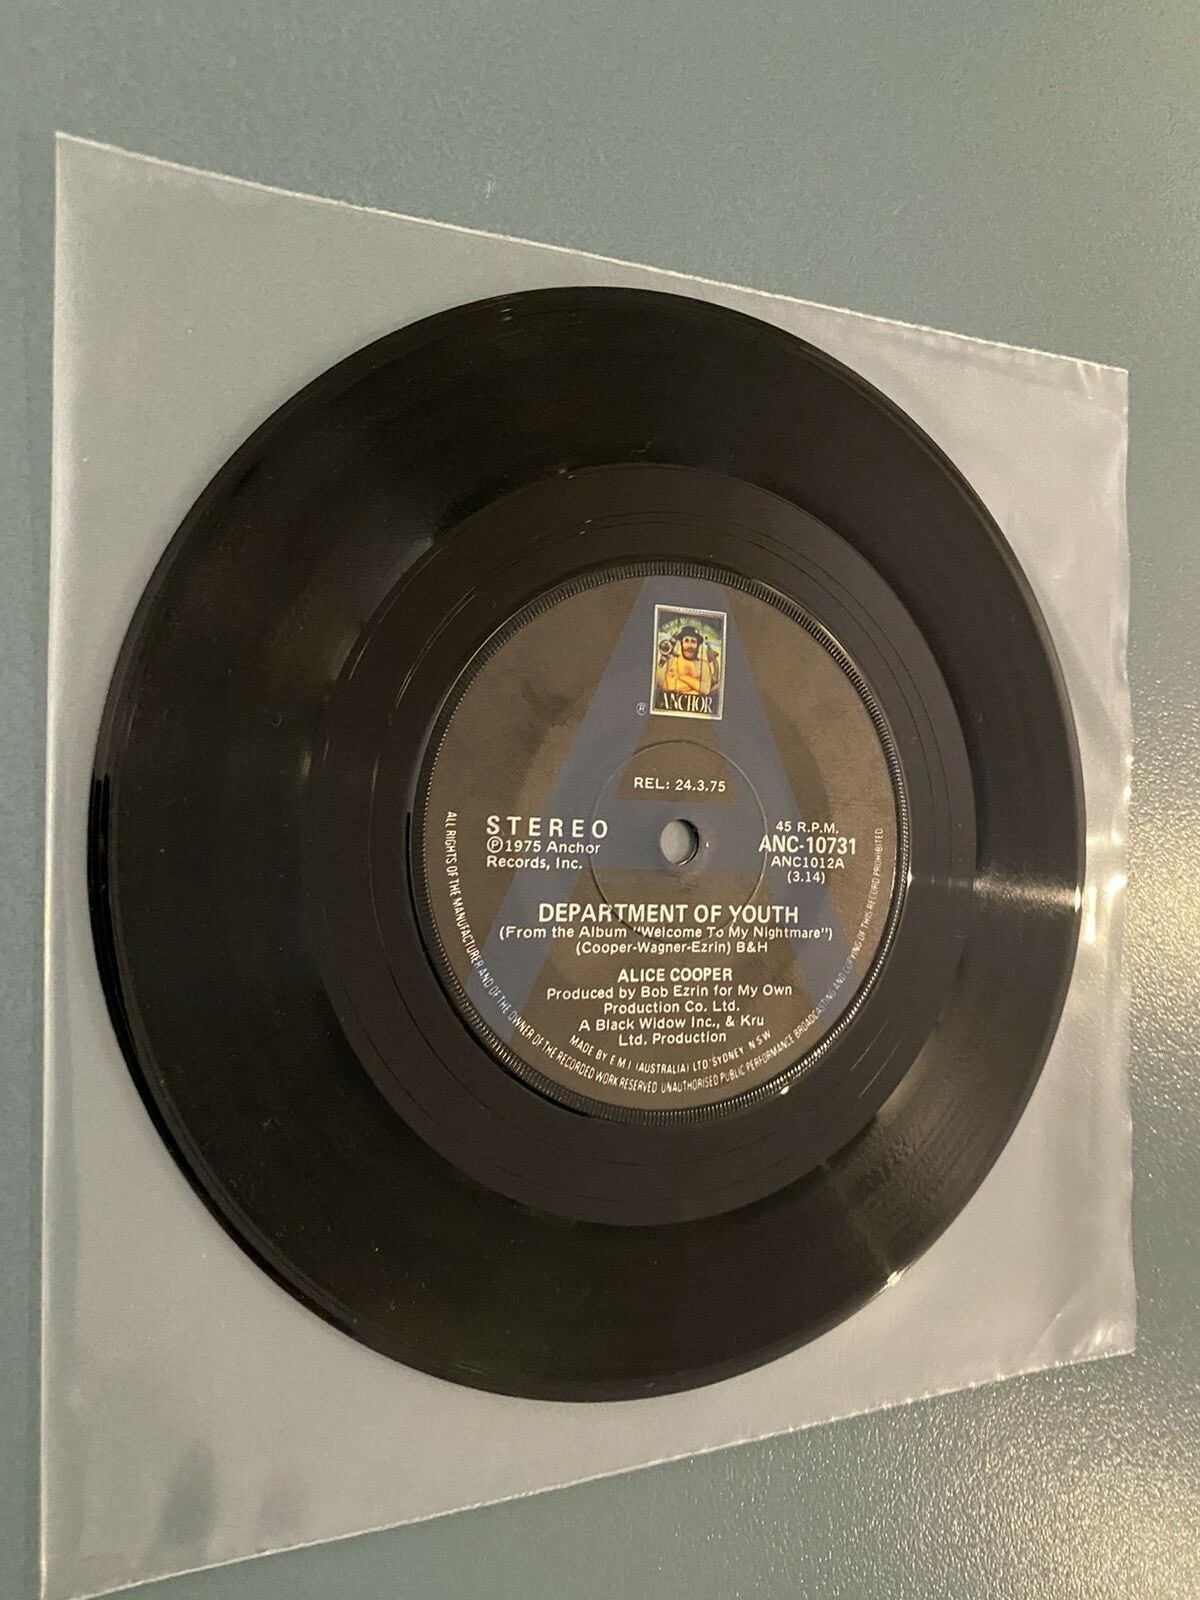 ANCHOR
®
REL: 24.3.75
STEREO
℗1975 Anchor
Records, Inc.
45 R.P.M.
ANC-10731
ANC1012A
(3.14)
DEPARTMENT OF YOUTH
(From the Album "Welcome To My Nightmare")
(Cooper-Wagner-Ezrin) B&H
ALICE COOPER
Produced by Bob Ezrin for My Own
Production Co. Ltd.
A Black Widow Inc., & Kru
Ltd. Production
MADE BY E.M.I. (AUSTRALIA) LTD. SYDNEY N.S.W.
ALL RIGHTS OF THE MANUFACTURER AND OF THE OWNER OF THE RECORDED WORK RESERVED UNAUTHORISED PUBLIC PERFORMANCE BROADCASTING AND COPYING OF THIS RECORD PROHIBITED
A